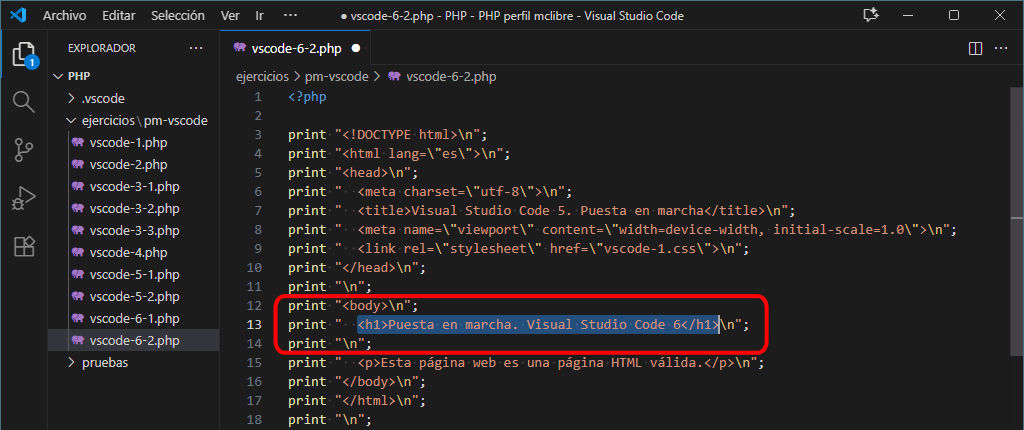 Archivo Editar Selección Ver Ir ··· ● vscode-6-2.php - PHP - PHP perfil mclibre - Visual Studio Code
EXPLORADOR ···
1
PHP
.vscode
ejercicios\pm-vscode
vscode-1.php
vscode-2.php
vscode-3-1.php
vscode-3-2.php
vscode-3-3.php
vscode-4.php
vscode-5-1.php
vscode-5-2.php
vscode-6-1.php
vscode-6-2.php
pruebas
vscode-6-2.php ●
ejercicios > pm-vscode > vscode-6-2.php
1 <?php
2
3 print "<!DOCTYPE html>\n";
4 print "<html lang=\"es\">\n";
5 print "<head>\n";
6 print "  <meta charset=\"utf-8\">\n";
7 print "  <title>Visual Studio Code 5. Puesta en marcha</title>\n";
8 print "  <meta name=\"viewport\" content=\"width=device-width, initial-scale=1.0\">\n";
9 print "  <link rel=\"stylesheet\" href=\"vscode-1.css\">\n";
10 print "</head>\n";
11 print "\n";
12 print "<body>\n";
13 print "  <h1>Puesta en marcha. Visual Studio Code 6</h1>\n";
14 print "\n";
15 print "  <p>Esta página web es una página HTML válida.</p>\n";
16 print "</body>\n";
17 print "</html>\n";
18 print "\n";